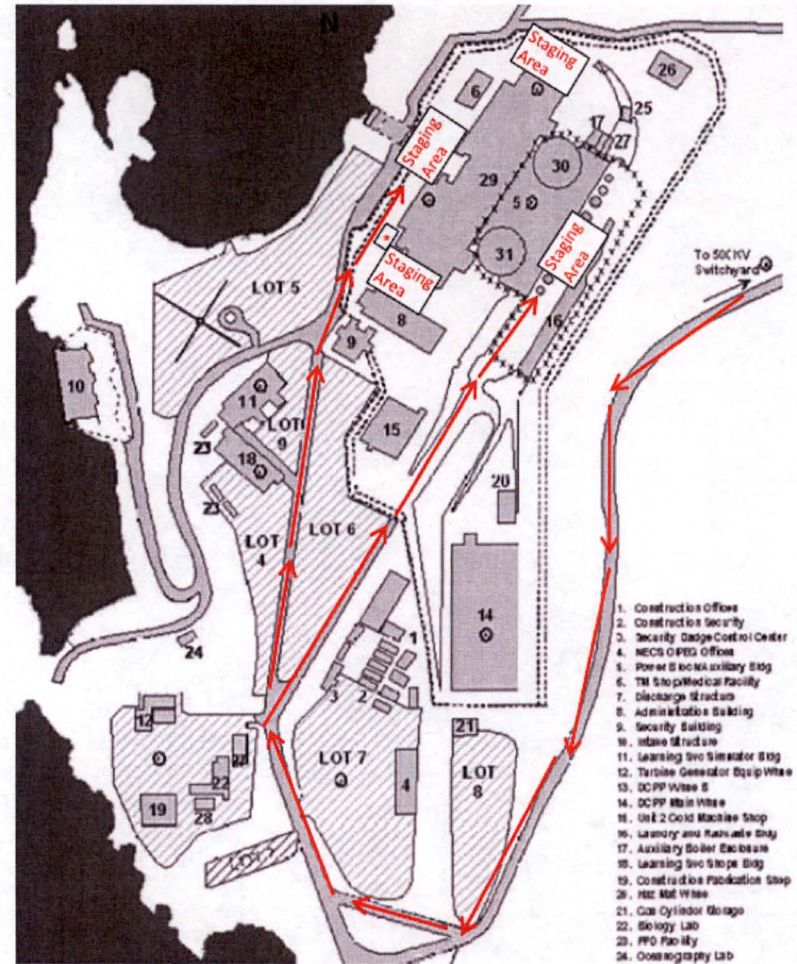 N
Staging
Area
26
6
Staging
Area
25
17
27
30
29
5
Staging
Area
To 500 KV
Switchyard
31
*
Staging
Area
LOT 5
8
16
9
10
11
LOT
9
15
23
18
20
23
LOT
4
LOT 6
14
24
1
3
2
12
21
LOT 7
LOT
8
4
22
19
28
1. Construction Offices
2. Construction Security
3. Security Badge Control Center
4. NECS OPEG Offices
5. Power Block/Auxiliary Bldg
6. TM Shop/Medical Facility
7. Discharge Structure
8. Administration Building
9. Security Building
10. Intake Structure
11. Learning Svc Simulator Bldg
12. Turbine Generator Equip Whse
13. DCPP Whse B
14. DCPP Main Whse
15. Unit 2 Cold Machine Shop
16. Laundry and Radwaste Bldg
17. Auxiliary Boiler Enclosure
18. Learning Svc Shops Bldg
19. Construction Fabrication Shop
20. Haz Mat Whse
21. Gas Cylinder Storage
22. Biology Lab
23. PPO Facility
24. Oceanography Lab